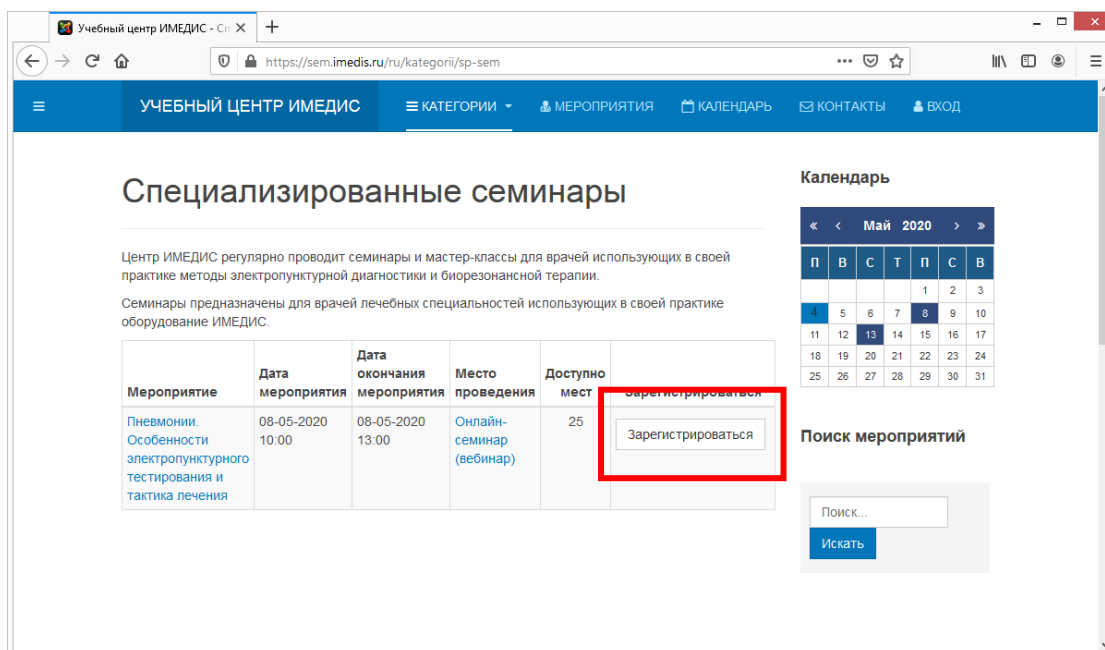 Учебный центр ИМЕДИС - Сп
https://sem.imedis.ru/ru/kategorii/sp-sem
УЧЕБНЫЙ ЦЕНТР ИМЕДИС КАТЕГОРИИ МЕРОПРИЯТИЯ КАЛЕНДАРЬ КОНТАКТЫ ВХОД
Специализированные семинары
Центр ИМЕДИС регулярно проводит семинары и мастер-классы для врачей использующих в своей
практике методы электропунктурной диагностики и биорезонансной терапии.
Семинары предназначены для врачей лечебных специальностей использующих в своей практике
оборудование ИМЕДИС.
Мероприятие
Дата
мероприятия
Дата
окончания
мероприятия
Место
проведения
Доступно
мест
Зарегистрироваться
Пневмонии.
Особенности
электропунктурного
тестирования и
тактика лечения
08-05-2020
10:00
08-05-2020
13:00
Онлайн-
семинар
(вебинар)
25
Зарегистрироваться
Календарь
« ‹ Май 2020 › »
П В С Т П С В
1 2 3
4 5 6 7 8 9 10
11 12 13 14 15 16 17
18 19 20 21 22 23 24
25 26 27 28 29 30 31
Поиск мероприятий
Поиск...
Искать